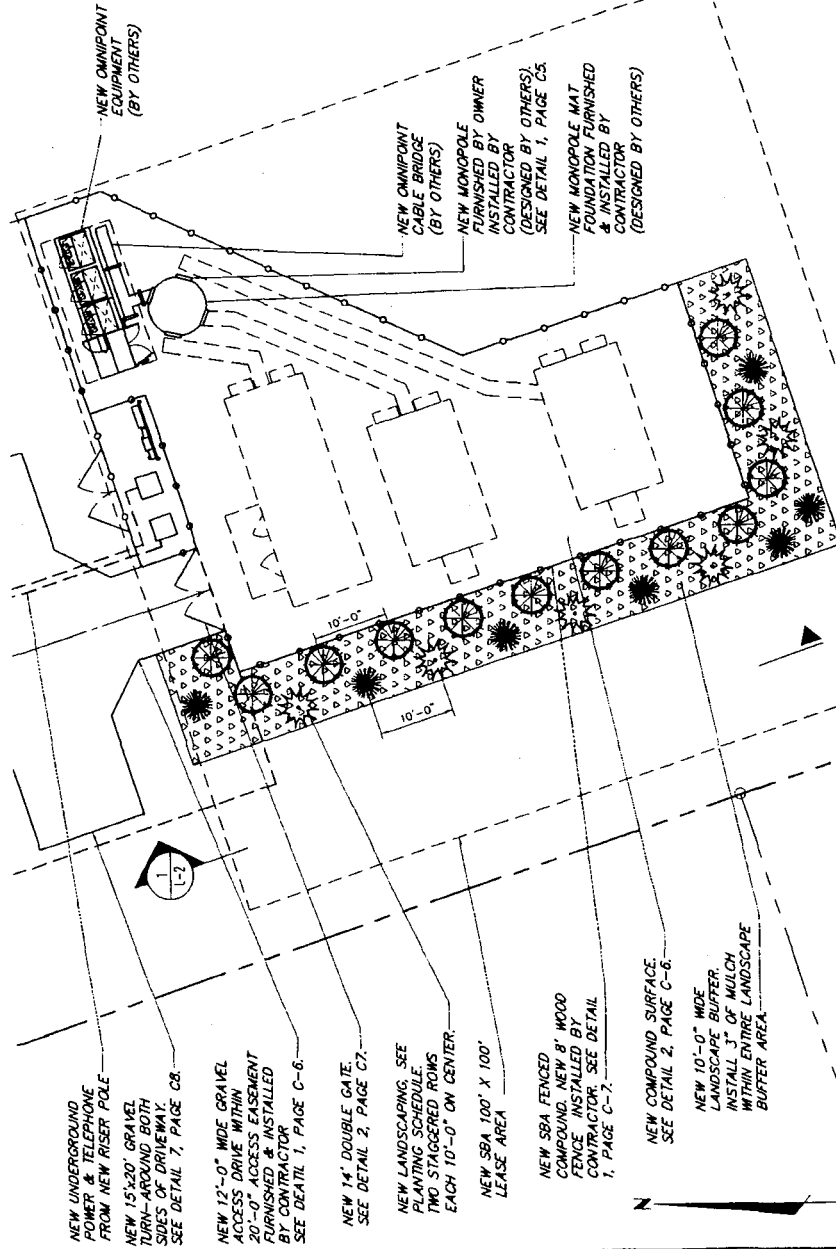 NEW UNDERGROUND
POWER & TELEPHONE
FROM NEW RISER POLE
NEW 15'x20' GRAVEL
TURN-AROUND BOTH
SIDES OF DRIVEWAY.
SEE DETAIL 7, PAGE C8.
NEW 12'-0" WIDE GRAVEL
ACCESS DRIVE WITHIN
20'-0" ACCESS EASEMENT
FURNISHED & INSTALLED
BY CONTRACTOR
SEE DEATIL 1, PAGE C-6.
NEW 14' DOUBLE GATE.
SEE DETAIL 2, PAGE C7.
NEW LANDSCAPING, SEE
PLANTING SCHEDULE.
TWO STAGGERED ROWS
EACH 10'-0" ON CENTER.
NEW SBA 100' X 100'
LEASE AREA
NEW SBA FENCED
COMPOUND. NEW 8' WOOD
FENCE INSTALLED BY
CONTRACTOR. SEE DETAIL
1, PAGE C-7.
NEW COMPOUND SURFACE.
SEE DETAIL 2, PAGE C-6.
NEW 10'-0" WIDE
LANDSCAPE BUFFER.
INSTALL 3" OF MULCH
WITHIN ENTIRE LANDSCAPE
BUFFER AREA.
NEW OMNIPOINT
EQUIPMENT
(BY OTHERS)
NEW OMNIPOINT
CABLE BRIDGE
(BY OTHERS)
NEW MONOPOLE
FURNISHED BY OWNER
INSTALLED BY
CONTRACTOR
(DESIGNED BY OTHERS).
SEE DETAIL 1, PAGE C5.
NEW MONOPOLE MAT
FOUNDATION FURNISHED
& INSTALLED BY
CONTRACTOR
(DESIGNED BY OTHERS)
10'-0"
10'-0"
1
L-2
N